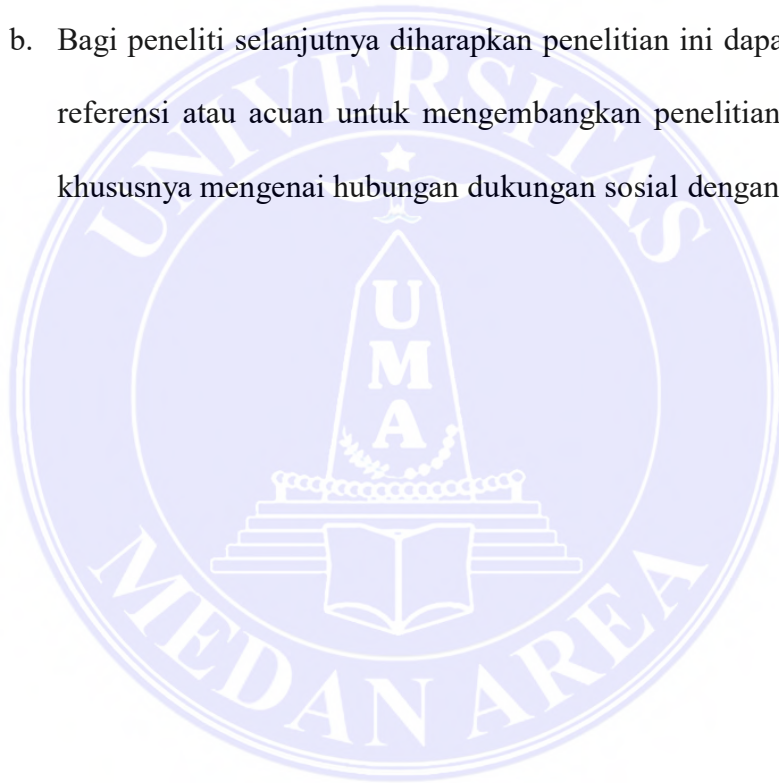 b. Bagi peneliti selanjutnya diharapkan penelitian ini dapa
referensi atau acuan untuk mengembangkan penelitian
khususnya mengenai hubungan dukungan sosial dengan
UNIVERSITAS
U
M
A
MEDAN AREA